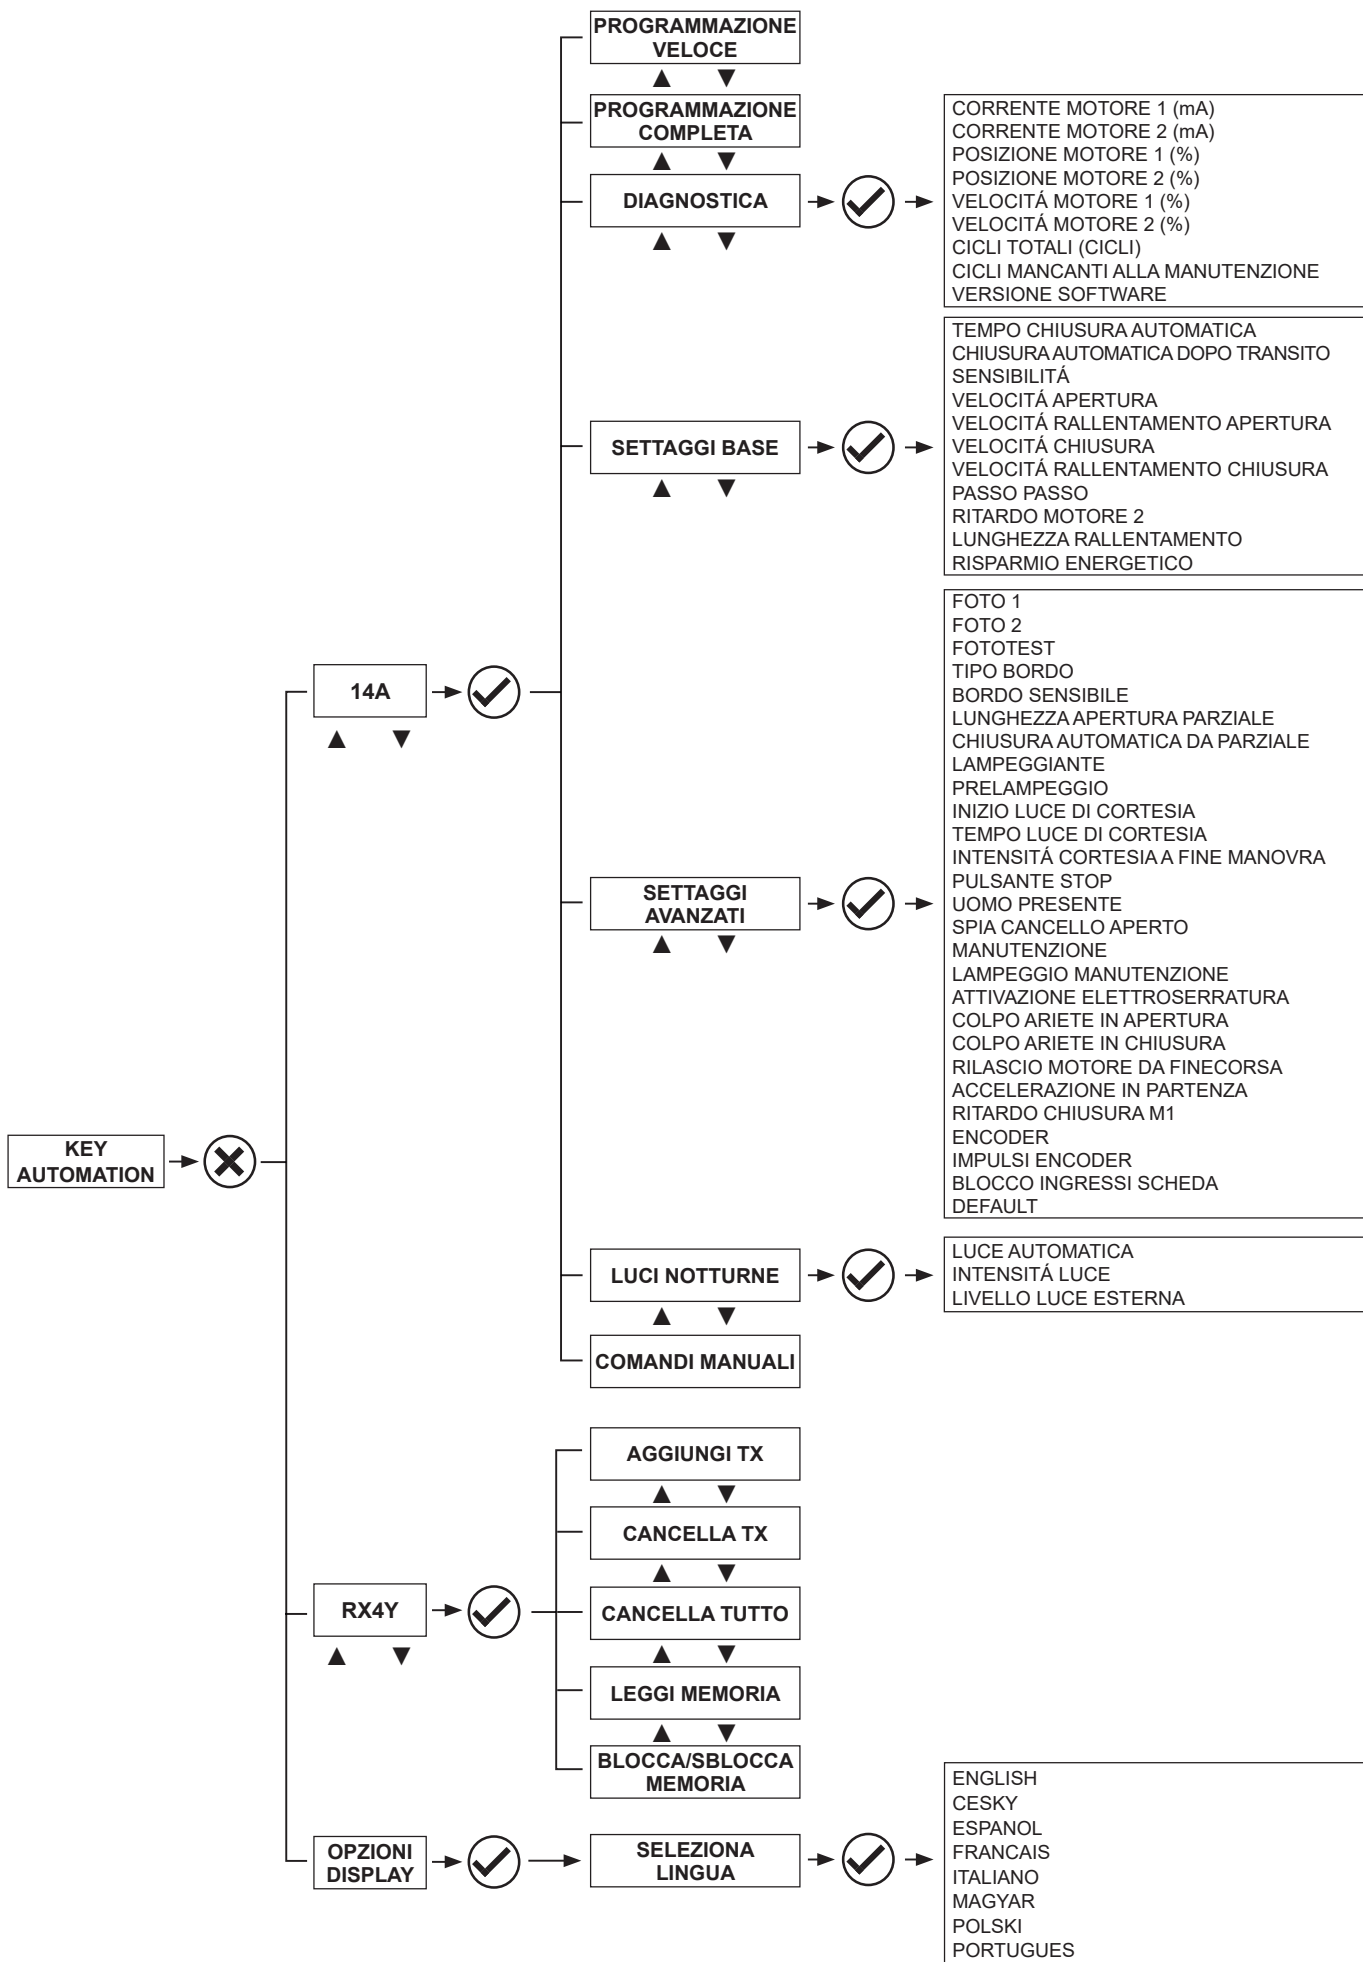 PROGRAMMAZIONE
VELOCE
PROGRAMMAZIONE
COMPLETA
DIAGNOSTICA
CORRENTE MOTORE 1 (mA)
CORRENTE MOTORE 2 (mA)
POSIZIONE MOTORE 1 (%)
POSIZIONE MOTORE 2 (%)
VELOCITÁ MOTORE 1 (%)
VELOCITÁ MOTORE 2 (%)
CICLI TOTALI (CICLI)
CICLI MANCANTI ALLA MANUTENZIONE
VERSIONE SOFTWARE
SETTAGGI BASE
TEMPO CHIUSURA AUTOMATICA
CHIUSURA AUTOMATICA DOPO TRANSITO
SENSIBILITÁ
VELOCITÁ APERTURA
VELOCITÁ RALLENTAMENTO APERTURA
VELOCITÁ CHIUSURA
VELOCITÁ RALLENTAMENTO CHIUSURA
PASSO PASSO
RITARDO MOTORE 2
LUNGHEZZA RALLENTAMENTO
RISPARMIO ENERGETICO
14A
SETTAGGI
AVANZATI
FOTO 1
FOTO 2
FOTOTEST
TIPO BORDO
BORDO SENSIBILE
LUNGHEZZA APERTURA PARZIALE
CHIUSURA AUTOMATICA DA PARZIALE
LAMPEGGIANTE
PRELAMPEGGIO
INIZIO LUCE DI CORTESIA
TEMPO LUCE DI CORTESIA
INTENSITÁ CORTESIA A FINE MANOVRA
PULSANTE STOP
UOMO PRESENTE
SPIA CANCELLO APERTO
MANUTENZIONE
LAMPEGGIO MANUTENZIONE
ATTIVAZIONE ELETTROSERRATURA
COLPO ARIETE IN APERTURA
COLPO ARIETE IN CHIUSURA
RILASCIO MOTORE DA FINECORSA
ACCELERAZIONE IN PARTENZA
RITARDO CHIUSURA M1
ENCODER
IMPULSI ENCODER
BLOCCO INGRESSI SCHEDA
DEFAULT
KEY
AUTOMATION
LUCI NOTTURNE
LUCE AUTOMATICA
INTENSITÁ LUCE
LIVELLO LUCE ESTERNA
COMANDI MANUALI
AGGIUNGI TX
CANCELLA TX
RX4Y
CANCELLA TUTTO
LEGGI MEMORIA
BLOCCA/SBLOCCA
MEMORIA
OPZIONI
DISPLAY
SELEZIONA
LINGUA
ENGLISH
CESKY
ESPANOL
FRANCAIS
ITALIANO
MAGYAR
POLSKI
PORTUGUES